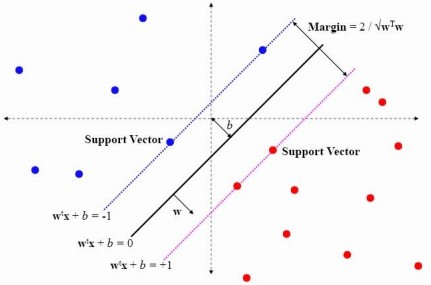 Margin = 2 / √wᵀw
b
Support Vector
Support Vector
w
wᵗx + b = -1
wᵗx + b = 0
wᵗx + b = +1